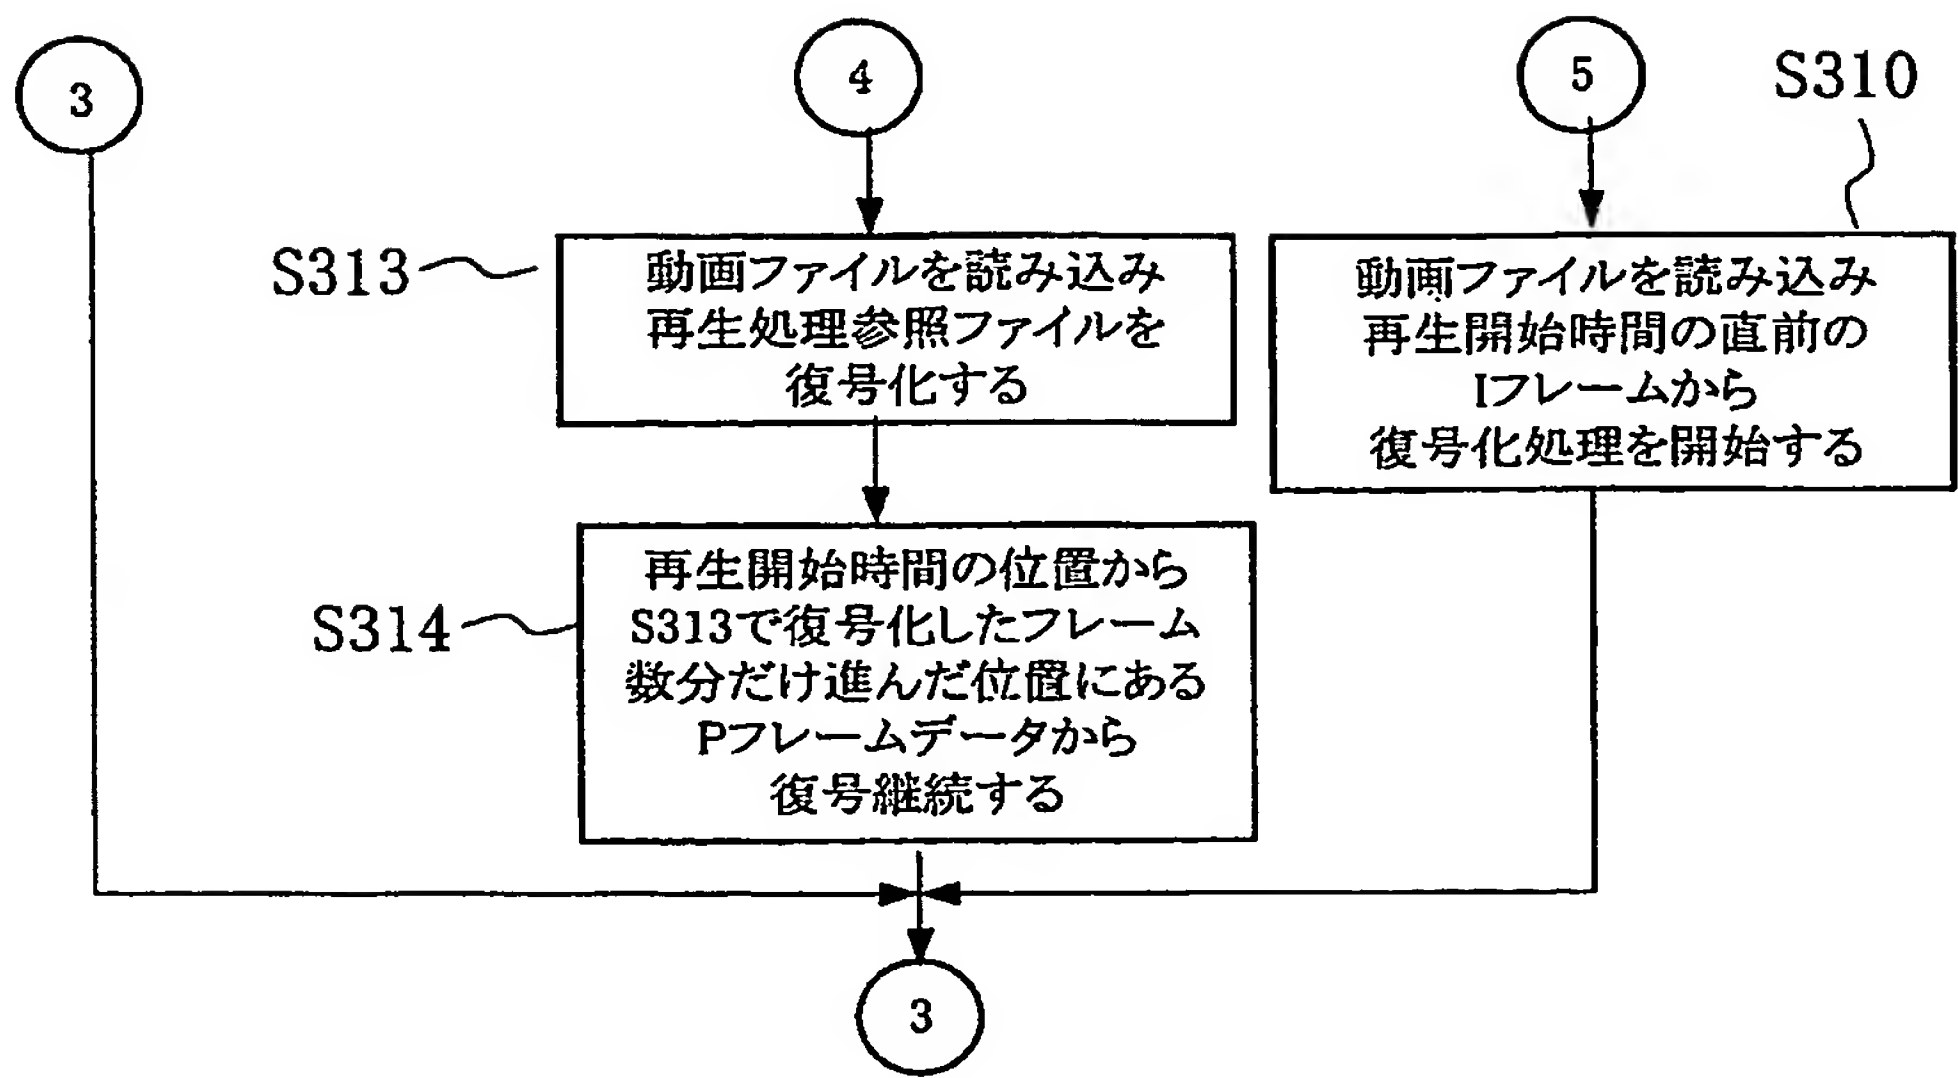 3
4
5
S310
S313
動画ファイルを読み込み
再生処理参照ファイルを
復号化する
動画ファイルを読み込み
再生開始時間の直前の
Iフレームから
復号化処理を開始する
S314
再生開始時間の位置から
S313で復号化したフレーム
数分だけ進んだ位置にある
Pフレームデータから
復号継続する
3